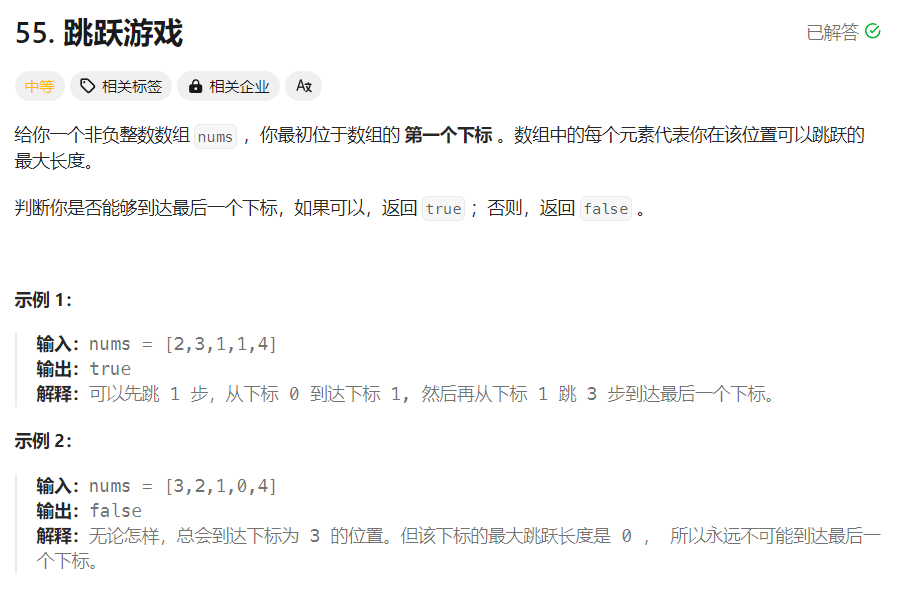 55. 跳跃游戏
已解答
中等
相关标签
相关企业
给你一个非负整数数组 nums ，你最初位于数组的 第一个下标 。数组中的每个元素代表你在该位置可以跳跃的
最大长度。
判断你是否能够到达最后一个下标，如果可以，返回 true ；否则，返回 false 。
示例 1：
输入：nums = [2,3,1,1,4]
输出：true
解释：可以先跳 1 步，从下标 0 到达下标 1, 然后再从下标 1 跳 3 步到达最后一个下标。
示例 2：
输入：nums = [3,2,1,0,4]
输出：false
解释：无论怎样，总会到达下标为 3 的位置。但该下标的最大跳跃长度是 0 ， 所以永远不可能到达最后一
个下标。